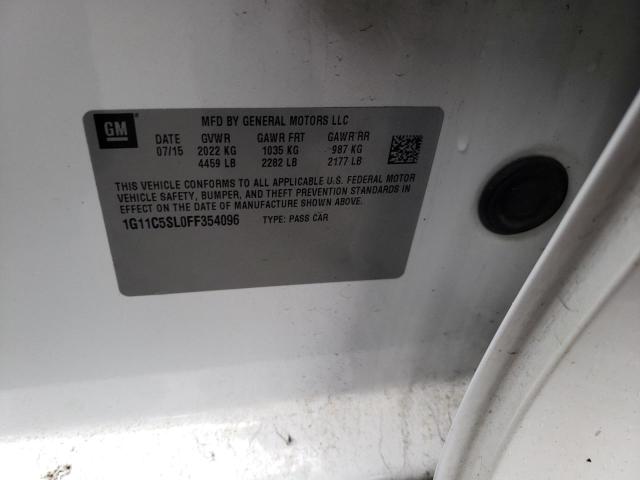 GM
MFD BY GENERAL MOTORS LLC
DATE GVWR GAWR FRT GAWR RR
07/15 2022 KG 1035 KG 987 KG
4459 LB 2282 LB 2177 LB
THIS VEHICLE CONFORMS TO ALL APPLICABLE U.S. FEDERAL MOTOR
VEHICLE SAFETY, BUMPER, AND THEFT PREVENTION STANDARDS IN
EFFECT ON THE DATE OF MANUFACTURE SHOWN ABOVE.
1G11C5SL0FF354096 TYPE: PASS CAR